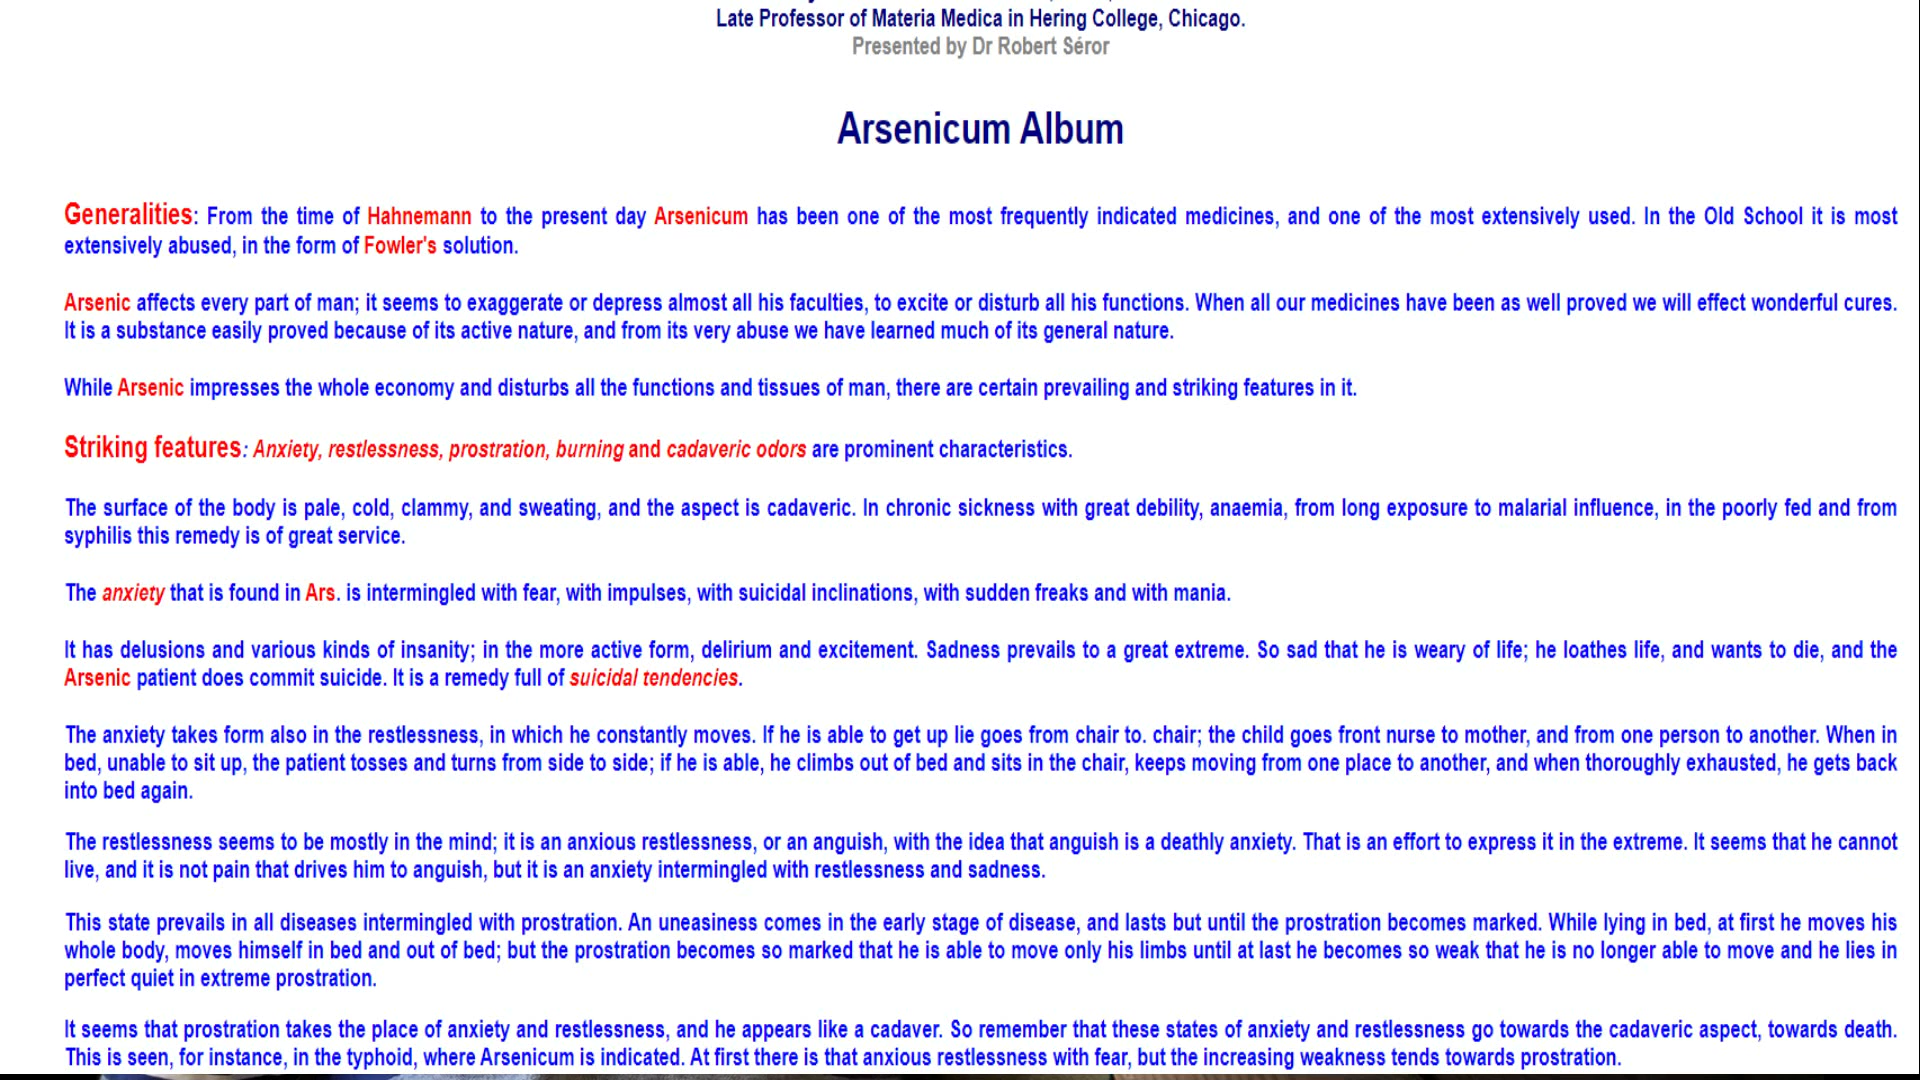 Late Professor of Materia Medica in Hering College, Chicago.
Presented by Dr Robert Séror
Arsenicum Album
Generalities: From the time of Hahnemann to the present day Arsenicum has been one of the most frequently indicated medicines, and one of the most extensively used. In the Old School it is most
extensively abused, in the form of Fowler's solution.
Arsenic affects every part of man; it seems to exaggerate or depress almost all his faculties, to excite or disturb all his functions. When all our medicines have been as well proved we will effect wonderful cures.
It is a substance easily proved because of its active nature, and from its very abuse we have learned much of its general nature.
While Arsenic impresses the whole economy and disturbs all the functions and tissues of man, there are certain prevailing and striking features in it.
Striking features: Anxiety, restlessness, prostration, burning and cadaveric odors are prominent characteristics.
The surface of the body is pale, cold, clammy, and sweating, and the aspect is cadaveric. In chronic sickness with great debility, anaemia, from long exposure to malarial influence, in the poorly fed and from
syphilis this remedy is of great service.
The anxiety that is found in Ars. is intermingled with fear, with impulses, with suicidal inclinations, with sudden freaks and with mania.
It has delusions and various kinds of insanity; in the more active form, delirium and excitement. Sadness prevails to a great extreme. So sad that he is weary of life; he loathes life, and wants to die, and the
Arsenic patient does commit suicide. It is a remedy full of suicidal tendencies.
The anxiety takes form also in the restlessness, in which he constantly moves. If he is able to get up lie goes from chair to. chair; the child goes front nurse to mother, and from one person to another. When in
bed, unable to sit up, the patient tosses and turns from side to side; if he is able, he climbs out of bed and sits in the chair, keeps moving from one place to another, and when thoroughly exhausted, he gets back
into bed again.
The restlessness seems to be mostly in the mind; it is an anxious restlessness, or an anguish, with the idea that anguish is a deathly anxiety. That is an effort to express it in the extreme. It seems that he cannot
live, and it is not pain that drives him to anguish, but it is an anxiety intermingled with restlessness and sadness.
This state prevails in all diseases intermingled with prostration. An uneasiness comes in the early stage of disease, and lasts but until the prostration becomes marked. While lying in bed, at first he moves his
whole body, moves himself in bed and out of bed; but the prostration becomes so marked that he is able to move only his limbs until at last he becomes so weak that he is no longer able to move and he lies in
perfect quiet in extreme prostration.
It seems that prostration takes the place of anxiety and restlessness, and he appears like a cadaver. So remember that these states of anxiety and restlessness go towards the cadaveric aspect, towards death.
This is seen, for instance, in the typhoid, where Arsenicum is indicated. At first there is that anxious restlessness with fear, but the increasing weakness tends towards prostration.